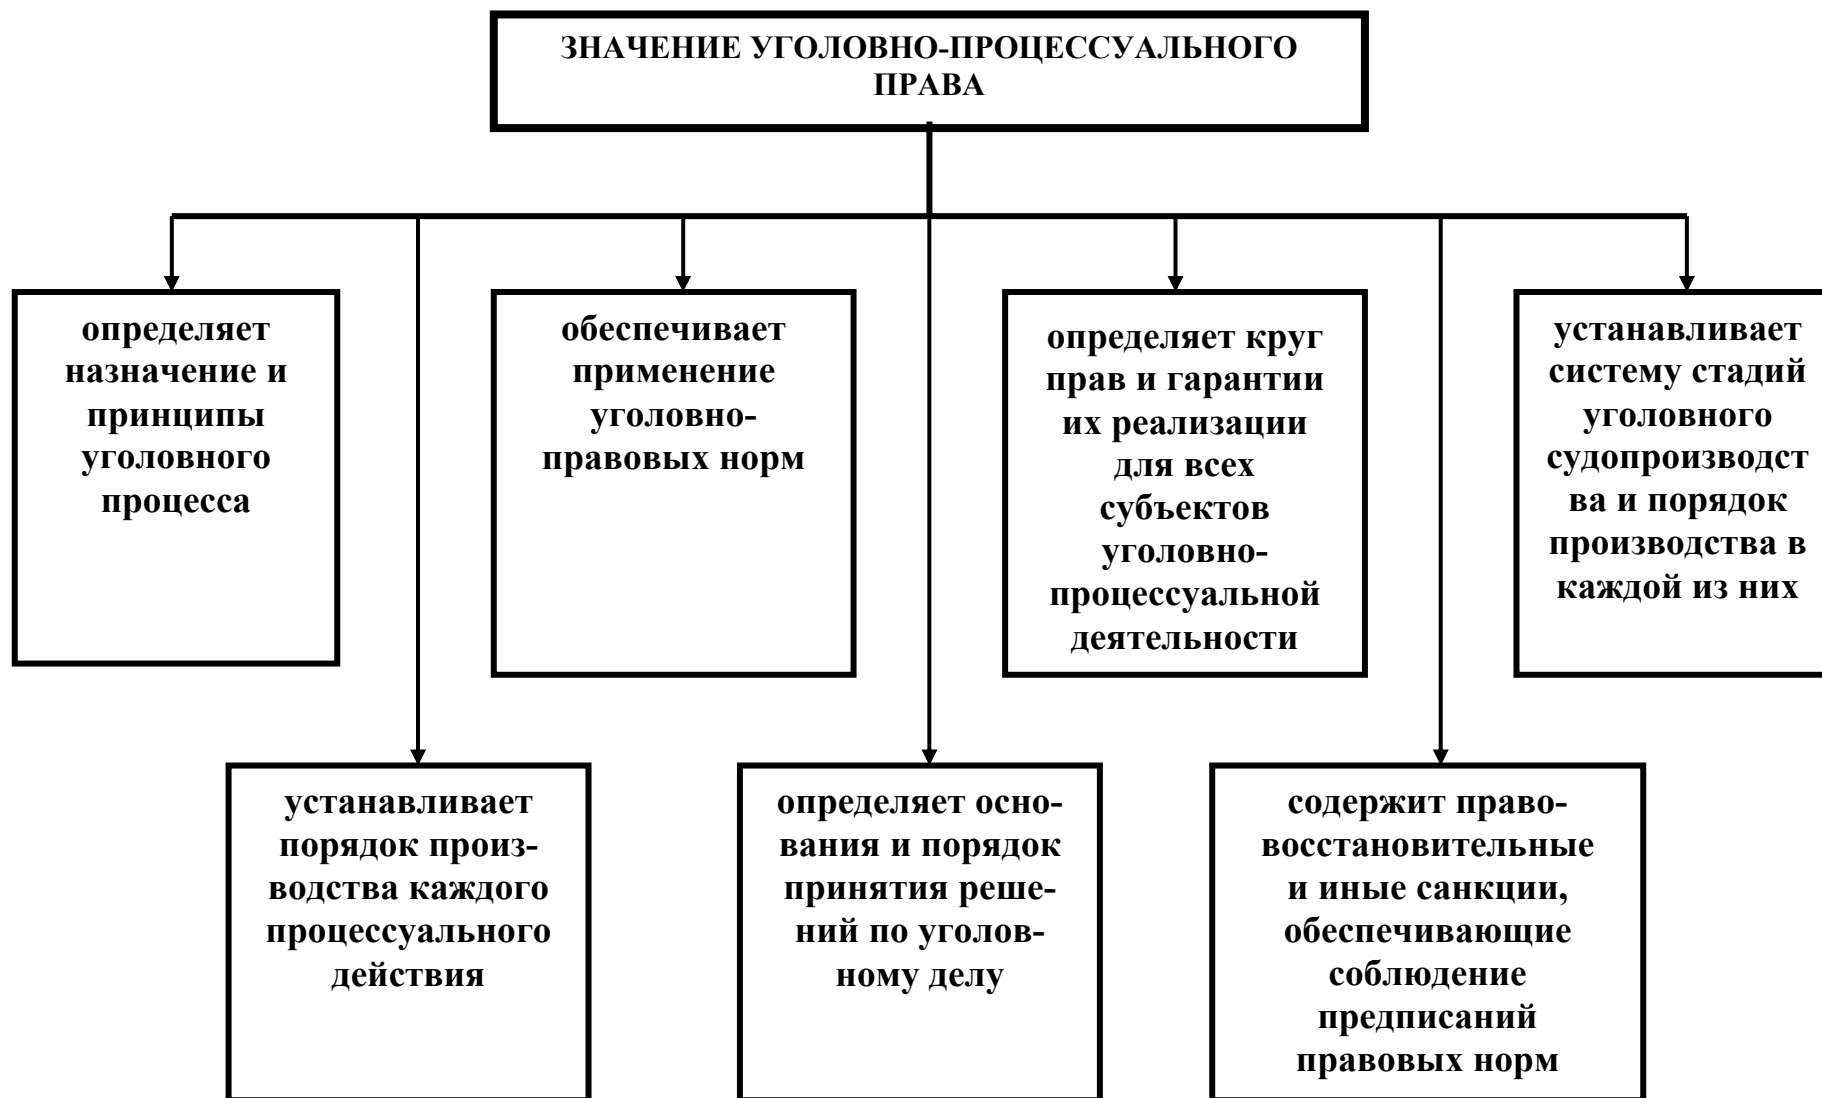 ЗНАЧЕНИЕ УГОЛОВНО-ПРОЦЕССУАЛЬНОГО
ПРАВА
определяет
назначение и
принципы
уголовного
процесса
обеспечивает
применение
уголовно-
правовых норм
определяет круг
прав и гарантии
их реализации
для всех
субъектов
уголовно-
процессуальной
деятельности
устанавливает
систему стадий
уголовного
судопроизводст
ва и порядок
производства в
каждой из них
устанавливает
порядок произ-
водства каждого
процессуального
действия
определяет осно-
вания и порядок
принятия реше-
ний по уголов-
ному делу
содержит право-
восстановительные
и иные санкции,
обеспечивающие
соблюдение
предписаний
правовых норм